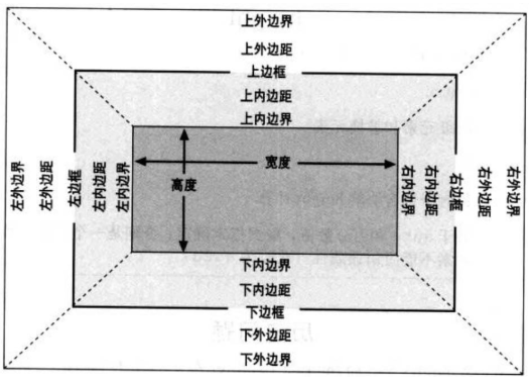 上外边界
上外边距
上边框
上内边距
上内边界
左外边界
左外边距
左边框
左内边距
左内边界
宽度
高度
右内边界
右内边距
右边框
右外边距
右外边界
下内边界
下内边距
下边框
下外边距
下外边界